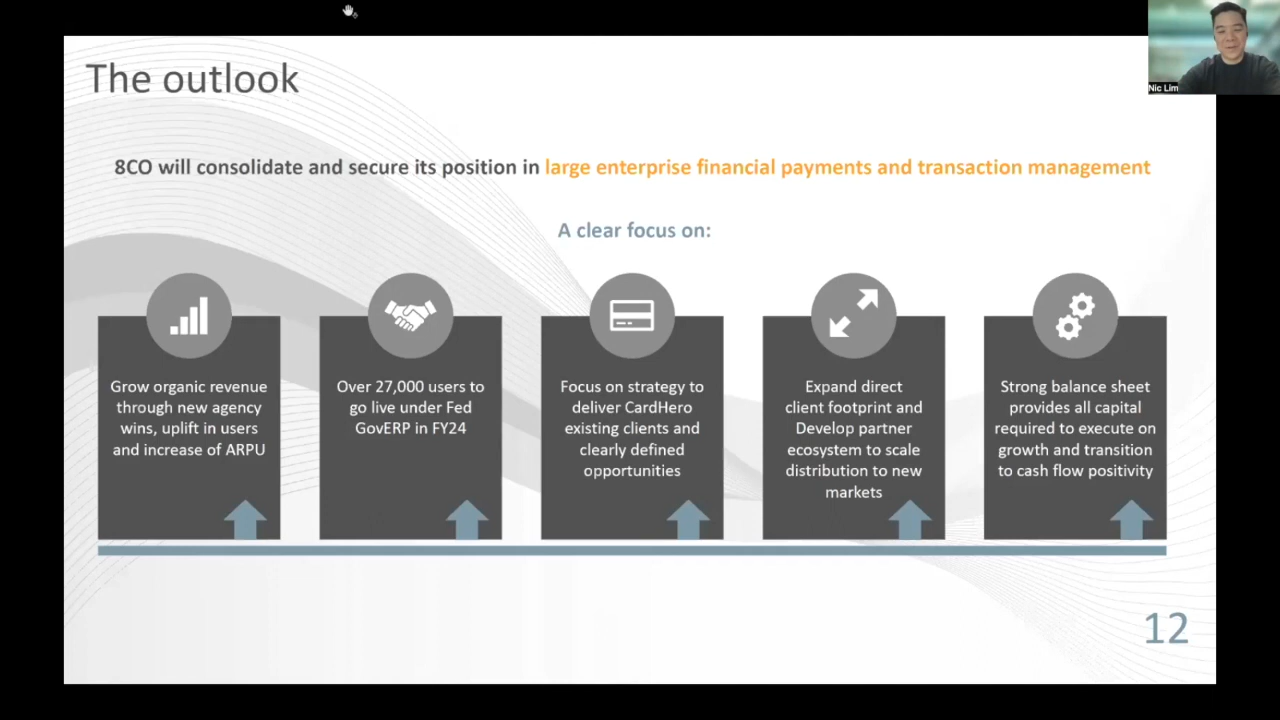 Nic Lim
The outlook
8CO will consolidate and secure its position in large enterprise financial payments and transaction management
A clear focus on:
Grow organic revenue
through new agency
wins, uplift in users
and increase of ARPU
Over 27,000 users to
go live under Fed
GovERP in FY24
Focus on strategy to
deliver CardHero
existing clients and
clearly defined
opportunities
Expand direct
client footprint and
Develop partner
ecosystem to scale
distribution to new
markets
Strong balance sheet
provides all capital
required to execute on
growth and transition
to cash flow positivity
12